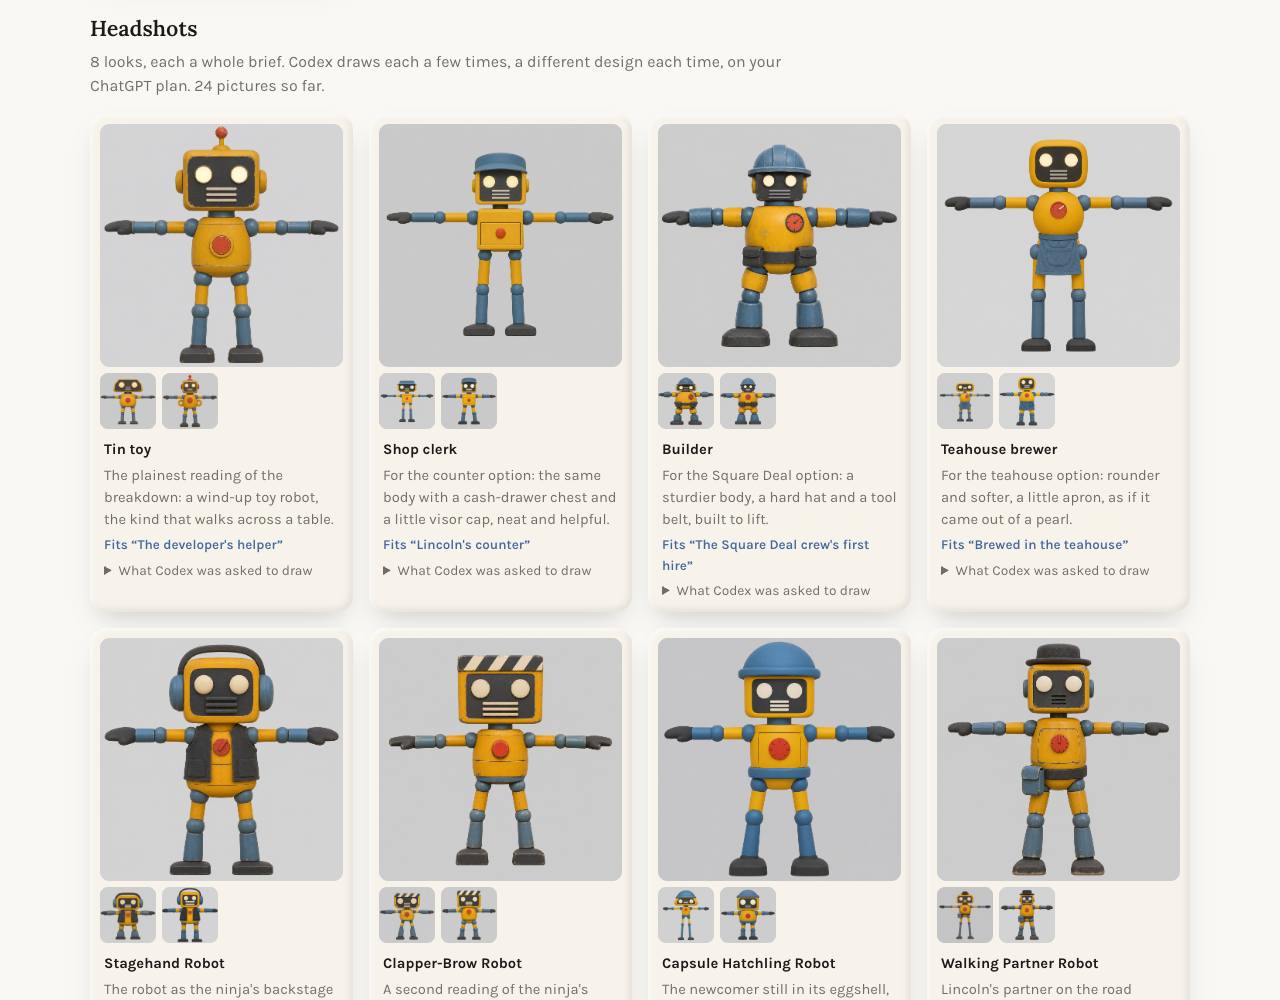 Headshots
8 looks, each a whole brief. Codex draws each a few times, a different design each time, on your
ChatGPT plan. 24 pictures so far.
Tin toy
The plainest reading of the
breakdown: a wind-up toy robot,
the kind that walks across a table.
Fits “The developer's helper”
What Codex was asked to draw
Shop clerk
For the counter option: the same
body with a cash-drawer chest and
a little visor cap, neat and helpful.
Fits “Lincoln's counter”
What Codex was asked to draw
Builder
For the Square Deal option: a
sturdier body, a hard hat and a tool
belt, built to lift.
Fits “The Square Deal crew's first
hire”
What Codex was asked to draw
Teahouse brewer
For the teahouse option: rounder
and softer, a little apron, as if it
came out of a pearl.
Fits “Brewed in the teahouse”
What Codex was asked to draw
Stagehand Robot
The robot as the ninja's backstage
Clapper-Brow Robot
A second reading of the ninja's
Capsule Hatchling Robot
The newcomer still in its eggshell,
Walking Partner Robot
Lincoln's partner on the road